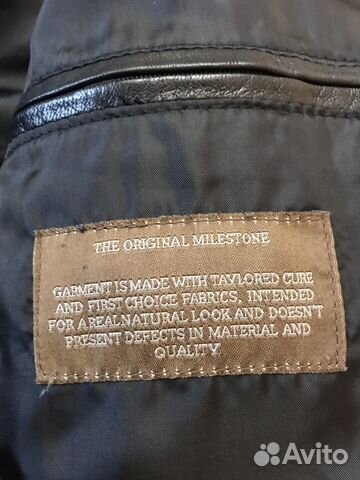 THE ORIGINAL MILESTONE
GARMENT IS MADE WITH TAYLORED CURE
AND FIRST CHOICE FABRICS, INTENDED
FOR A REAL NATURAL LOOK AND DOESN'T
PRESENT DEFECTS IN MATERIAL AND
QUALITY.
Avito